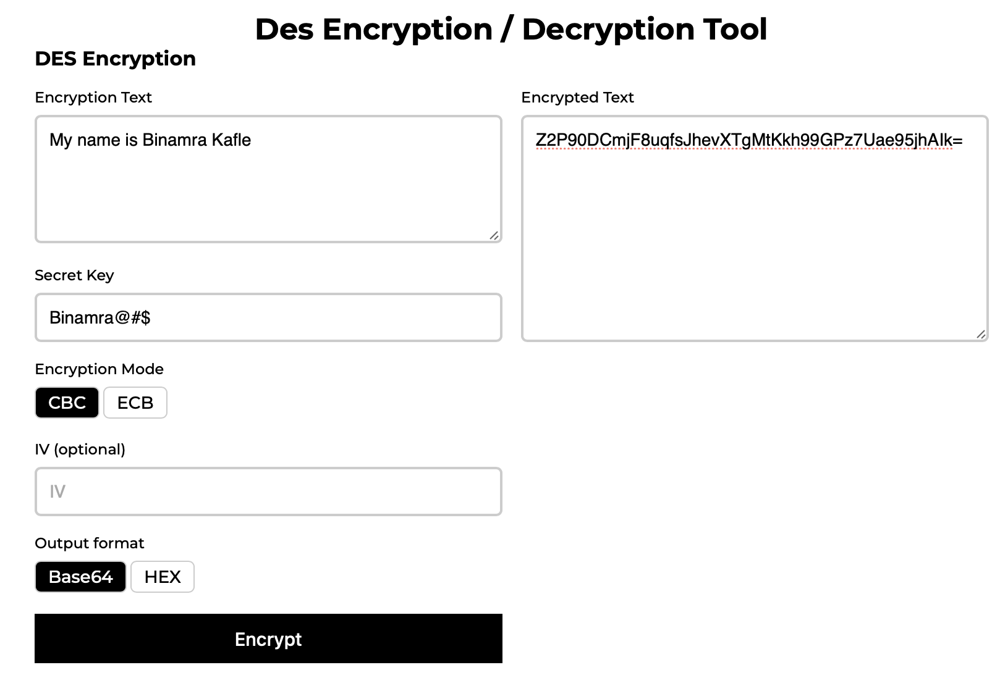 Des Encryption / Decryption Tool
DES Encryption
Encryption Text
My name is Binamra Kafle
Encrypted Text
Z2P90DCmjF8uqfsJhevXTgMtKkh99GPz7Uae95jhAlk=
Secret Key
Binamra@#$
Encryption Mode
CBC ECB
IV (optional)
IV
Output format
Base64 HEX
Encrypt